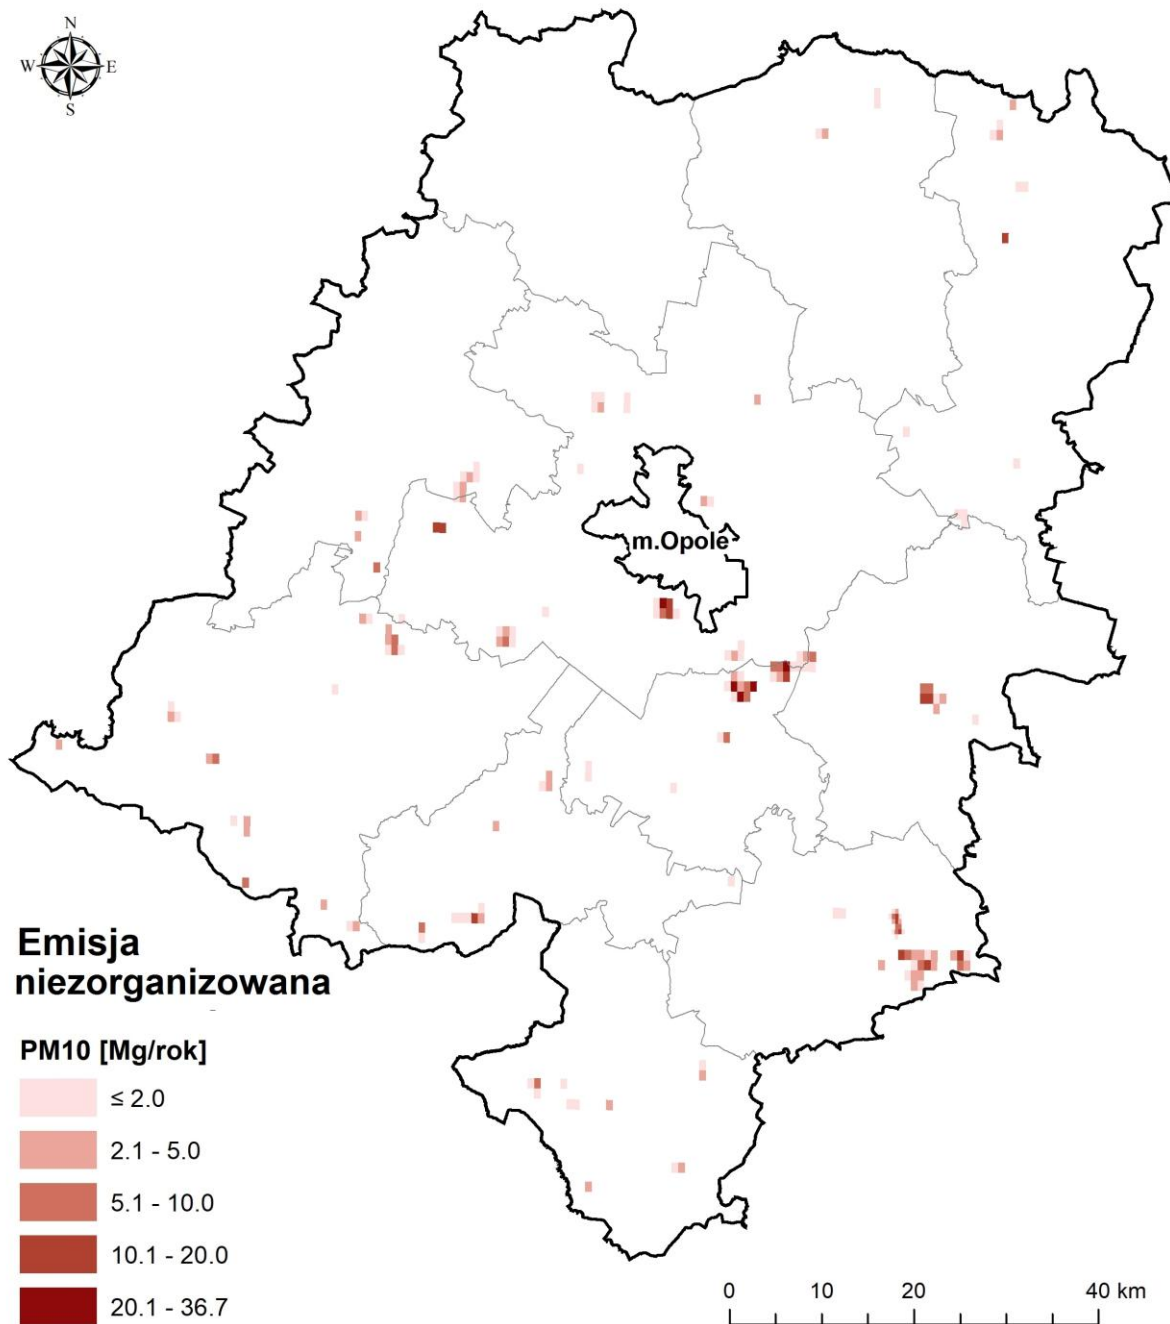 N
W E
S
m.Opole
Emisja
niezorganizowana
PM10 [Mg/rok]
≤ 2.0
2.1 - 5.0
5.1 - 10.0
10.1 - 20.0
20.1 - 36.7
0 10 20 40 km